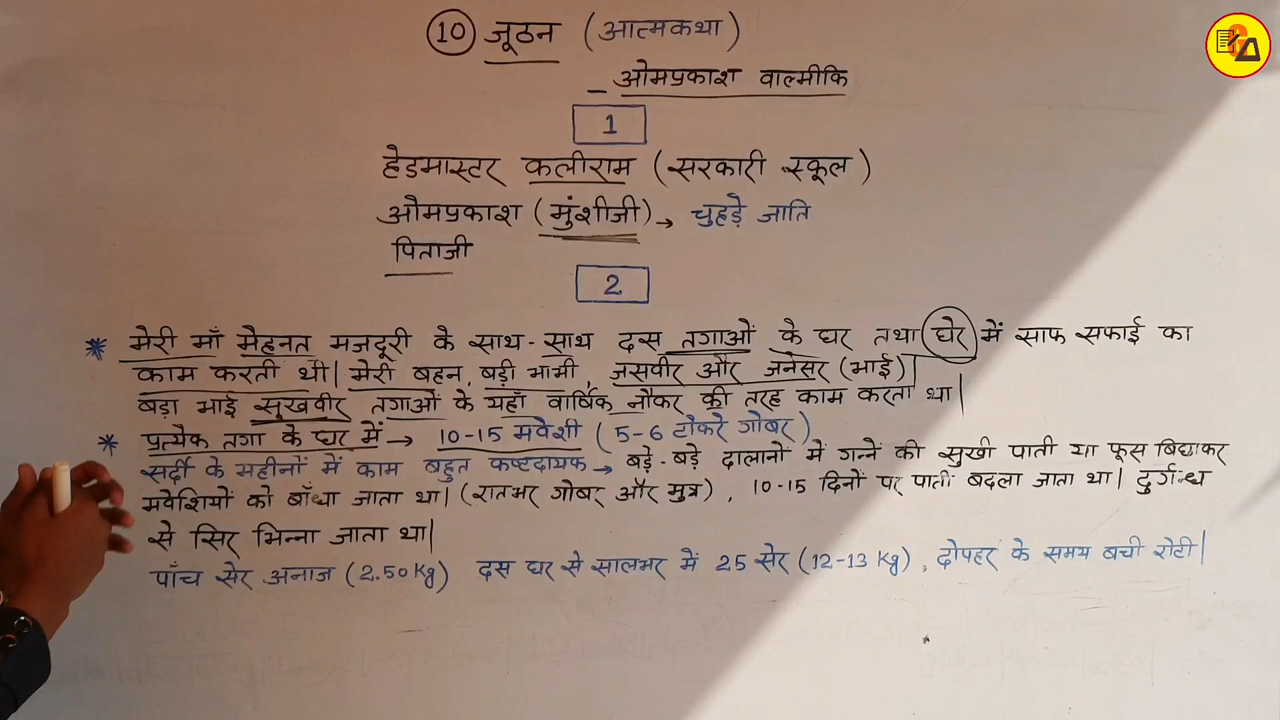 10 जूठन (आत्मकथा)
- ओमप्रकाश वाल्मीकि
1
हेडमास्टर कलीराम (सरकारी स्कूल)
ओमप्रकाश (मुंशीजी) → चुहड़े जाति
पिताजी
2
* मेरी माँ मेहनत मजदूरी के साथ-साथ दस तगाओं के घर तथा घेर में साफ सफाई का
काम करती थी। मेरी बहन, बड़ी भाभी, जसवीर और जनेसर (भाई)।
बड़ा भाई सुखवीर तगाओं के यहाँ वार्षिक नौकर की तरह काम करता था।
* प्रत्येक तगा के घर में → 10-15 मवेशी (5-6 टोकरे गोबर)
सर्दी के महीनों में काम बहुत कष्टदायक → बड़े-बड़े दालानों में गन्ने की सुखी पाती या फूस बिछाकर
मवेशियों को बाँधा जाता था। (रातभर गोबर और मुत्र), 10-15 दिनों पर पाती बदला जाता था। दुर्गन्ध
से सिर भिन्ना जाता था।
पाँच सेर अनाज (2.50 Kg) दस घर से सालभर में 25 सेर (12-13 Kg), दोपहर के समय बची रोटी।